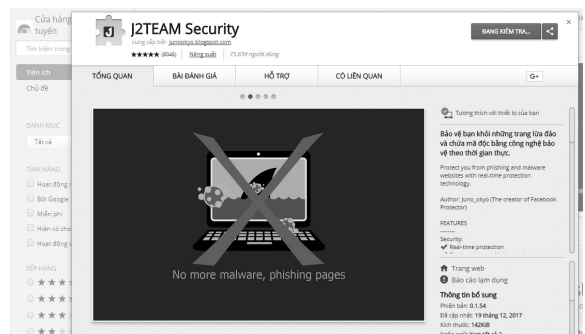 Cửa hàng
tuyến
Tìm kiếm trong
Tiện ích
Chủ đề
DANH MỤC
Tất cả
TÍNH NĂNG
Hoạt động n
Bởi Google
Miễn phí
Hiện có cho
Hoạt động v
XẾP HẠNG
J2TEAM Security
cung cấp bởi junookyo.blogspot.com
(8046) Năng suất 73.634 người dùng
ĐANG KIỂM TRA...
TỔNG QUAN BÀI ĐÁNH GIÁ HỖ TRỢ CÓ LIÊN QUAN
G+
No more malware, phishing pages
Tương thích với thiết bị của bạn
Bảo vệ bạn khỏi những trang lừa đảo
và chứa mã độc bằng công nghệ bảo
vệ theo thời gian thực.
Protect you from phishing and malware
websites with real-time protection
technology.
Author: Juno_okyo (The creator of Facebook
Protector)
FEATURES
-------
Security:
✔ Real-time protection
Trang web
Báo cáo lạm dụng
Thông tin bổ sung
Phiên bản: 0.1.54
Đã cập nhật: 19 tháng 12, 2017
Kích thước: 142KiB